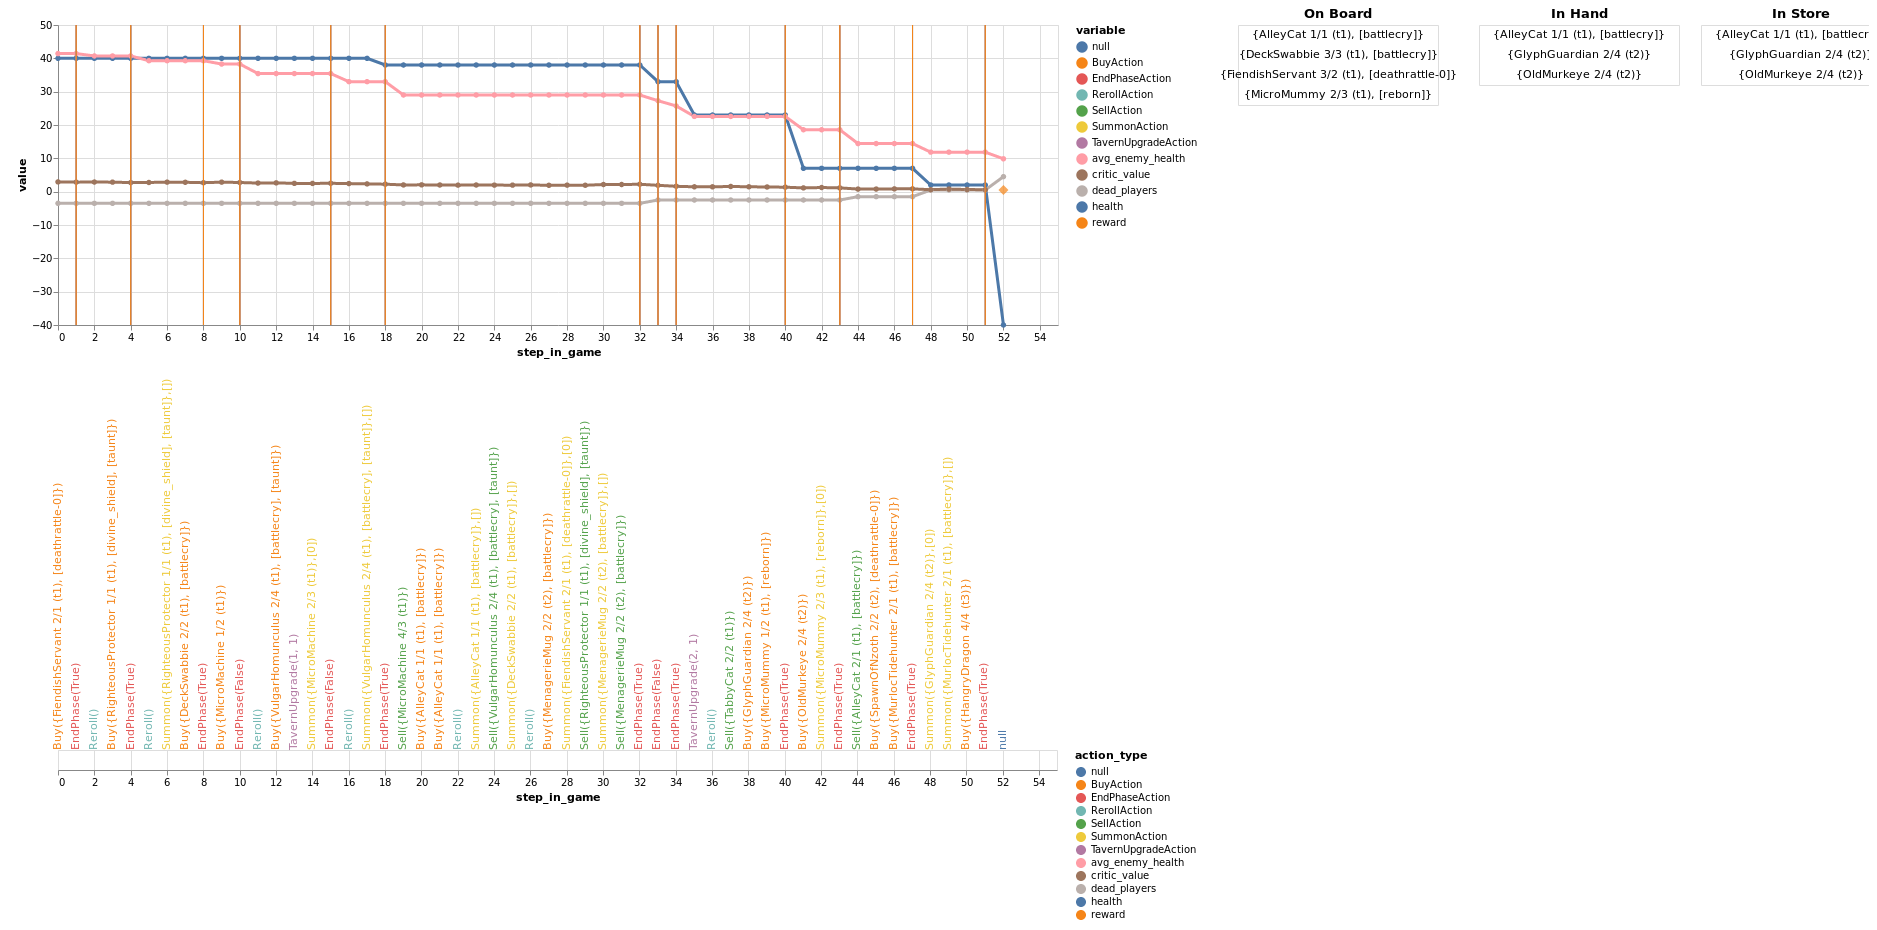 50
40
30
20
10
0
−10
−20
−30
−40
value
0 2 4 6 8 10 12 14 16 18 20 22 24 26 28 30 32 34 36 38 40 42 44 46 48 50 52 54
step_in_game
variable
null
BuyAction
EndPhaseAction
RerollAction
SellAction
SummonAction
TavernUpgradeAction
avg_enemy_health
critic_value
dead_players
health
reward
On Board
{AlleyCat 1/1 (t1), [battlecry]}
{DeckSwabbie 3/3 (t1), [battlecry]}
{FiendishServant 3/2 (t1), [deathrattle-0]}
{MicroMummy 2/3 (t1), [reborn]}
In Hand
{AlleyCat 1/1 (t1), [battlecry]}
{GlyphGuardian 2/4 (t2)}
{OldMurkeye 2/4 (t2)}
In Store
{AlleyCat 1/1 (t1), [battlecr
{GlyphGuardian 2/4 (t2)}
{OldMurkeye 2/4 (t2)}
Buy({FiendishServant 2/1 (t1), [deathrattle-0]})
EndPhase(True)
Reroll()
Buy({RighteousProtector 1/1 (t1), [divine_shield], [taunt]})
EndPhase(True)
Reroll()
Summon({RighteousProtector 1/1 (t1), [divine_shield], [taunt]},[])
Buy({DeckSwabbie 2/2 (t1), [battlecry]})
EndPhase(True)
Buy({MicroMachine 1/2 (t1)})
EndPhase(False)
Reroll()
Buy({VulgarHomunculus 2/4 (t1), [battlecry], [taunt]})
TavernUpgrade(1, 1)
Summon({MicroMachine 2/3 (t1)},[0])
EndPhase(False)
Reroll()
Summon({VulgarHomunculus 2/4 (t1), [battlecry], [taunt]},[])
EndPhase(True)
Sell({MicroMachine 4/3 (t1)})
Buy({AlleyCat 1/1 (t1), [battlecry]})
Buy({AlleyCat 1/1 (t1), [battlecry]})
Reroll()
Summon({AlleyCat 1/1 (t1), [battlecry]},[])
Sell({VulgarHomunculus 2/4 (t1), [battlecry], [taunt]})
Summon({DeckSwabbie 2/2 (t1), [battlecry]},[])
Reroll()
Buy({MenagerieMug 2/2 (t2), [battlecry]})
Summon({FiendishServant 2/1 (t1), [deathrattle-0]},[0])
Sell({RighteousProtector 1/1 (t1), [divine_shield], [taunt]})
Summon({MenagerieMug 2/2 (t2), [battlecry]},[])
Sell({MenagerieMug 2/2 (t2), [battlecry]})
EndPhase(True)
EndPhase(False)
EndPhase(True)
TavernUpgrade(2, 1)
Reroll()
Sell({TabbyCat 2/2 (t1)})
Buy({GlyphGuardian 2/4 (t2)})
Buy({MicroMummy 1/2 (t1), [reborn]})
EndPhase(True)
Buy({OldMurkeye 2/4 (t2)})
Summon({MicroMummy 2/3 (t1), [reborn]},[0])
EndPhase(True)
Sell({AlleyCat 2/1 (t1), [battlecry]})
Buy({SpawnOfNzoth 2/2 (t2), [deathrattle-0]})
Buy({MurlocTidehunter 2/1 (t1), [battlecry]})
EndPhase(True)
Summon({GlyphGuardian 2/4 (t2)},[0])
Summon({MurlocTidehunter 2/1 (t1), [battlecry]},[])
Buy({HangryDragon 4/4 (t3)})
EndPhase(True)
null
0 2 4 6 8 10 12 14 16 18 20 22 24 26 28 30 32 34 36 38 40 42 44 46 48 50 52 54
step_in_game
action_type
null
BuyAction
EndPhaseAction
RerollAction
SellAction
SummonAction
TavernUpgradeAction
avg_enemy_health
critic_value
dead_players
health
reward